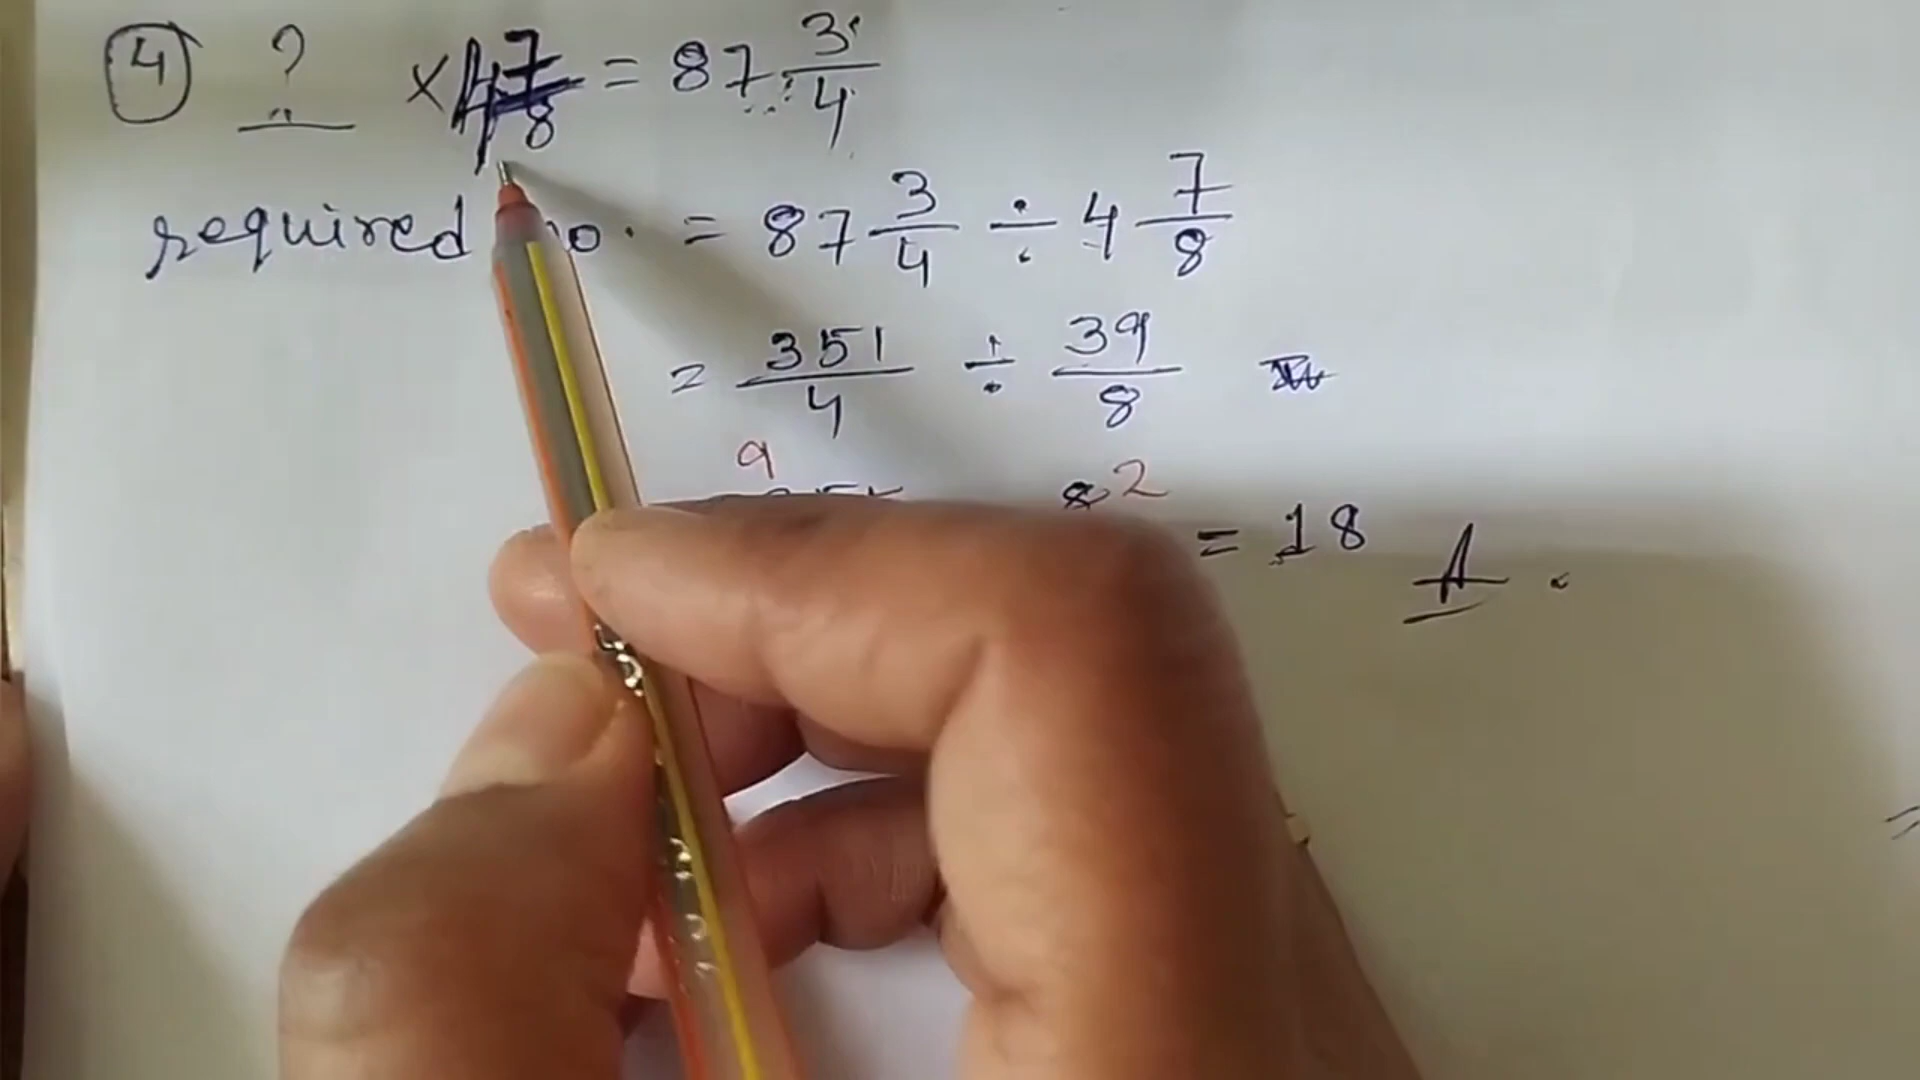 4 ? × 4 7/8 = 87 3/4
required no. = 87 3/4 ÷ 4 7/8
= 351/4 ÷ 39/8
9
8 2
= 18 A.
=